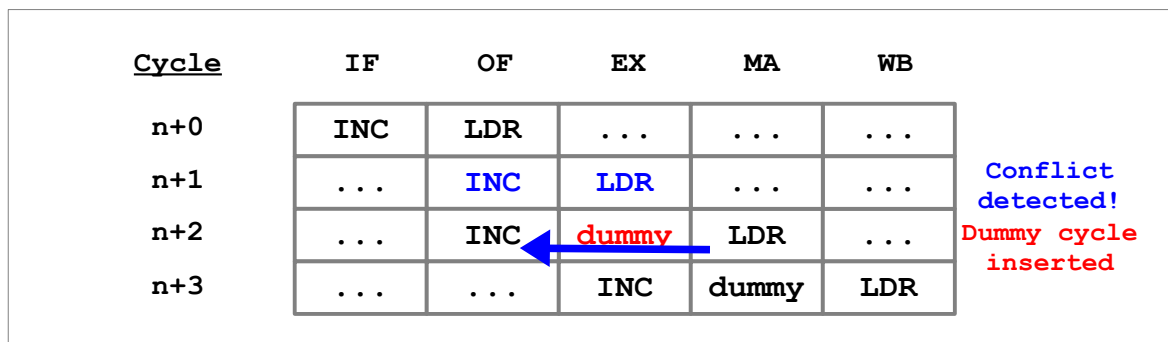 Cycle IF OF EX MA WB
n+0 INC LDR ... ... ...
n+1 ... INC LDR ... ... Conflict
detected!
n+2 ... INC dummy LDR ... Dummy cycle
inserted
n+3 ... ... INC dummy LDR